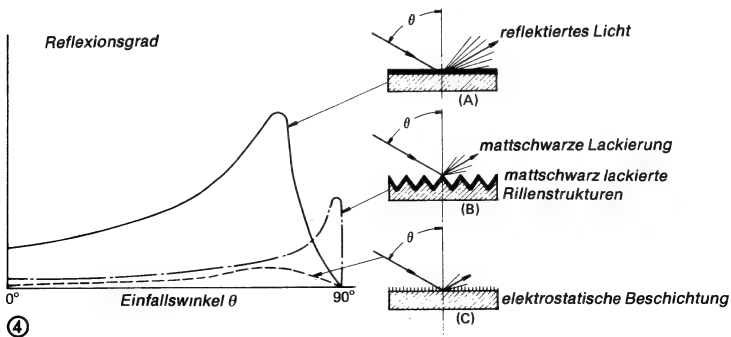 Reflexionsgrad
θ
reflektiertes Licht
(A)
θ
mattschwarze Lackierung
mattschwarz lackierte
Rillenstrukturen
(B)
θ
elektrostatische Beschichtung
(C)
0°
Einfallswinkel θ
90°
4